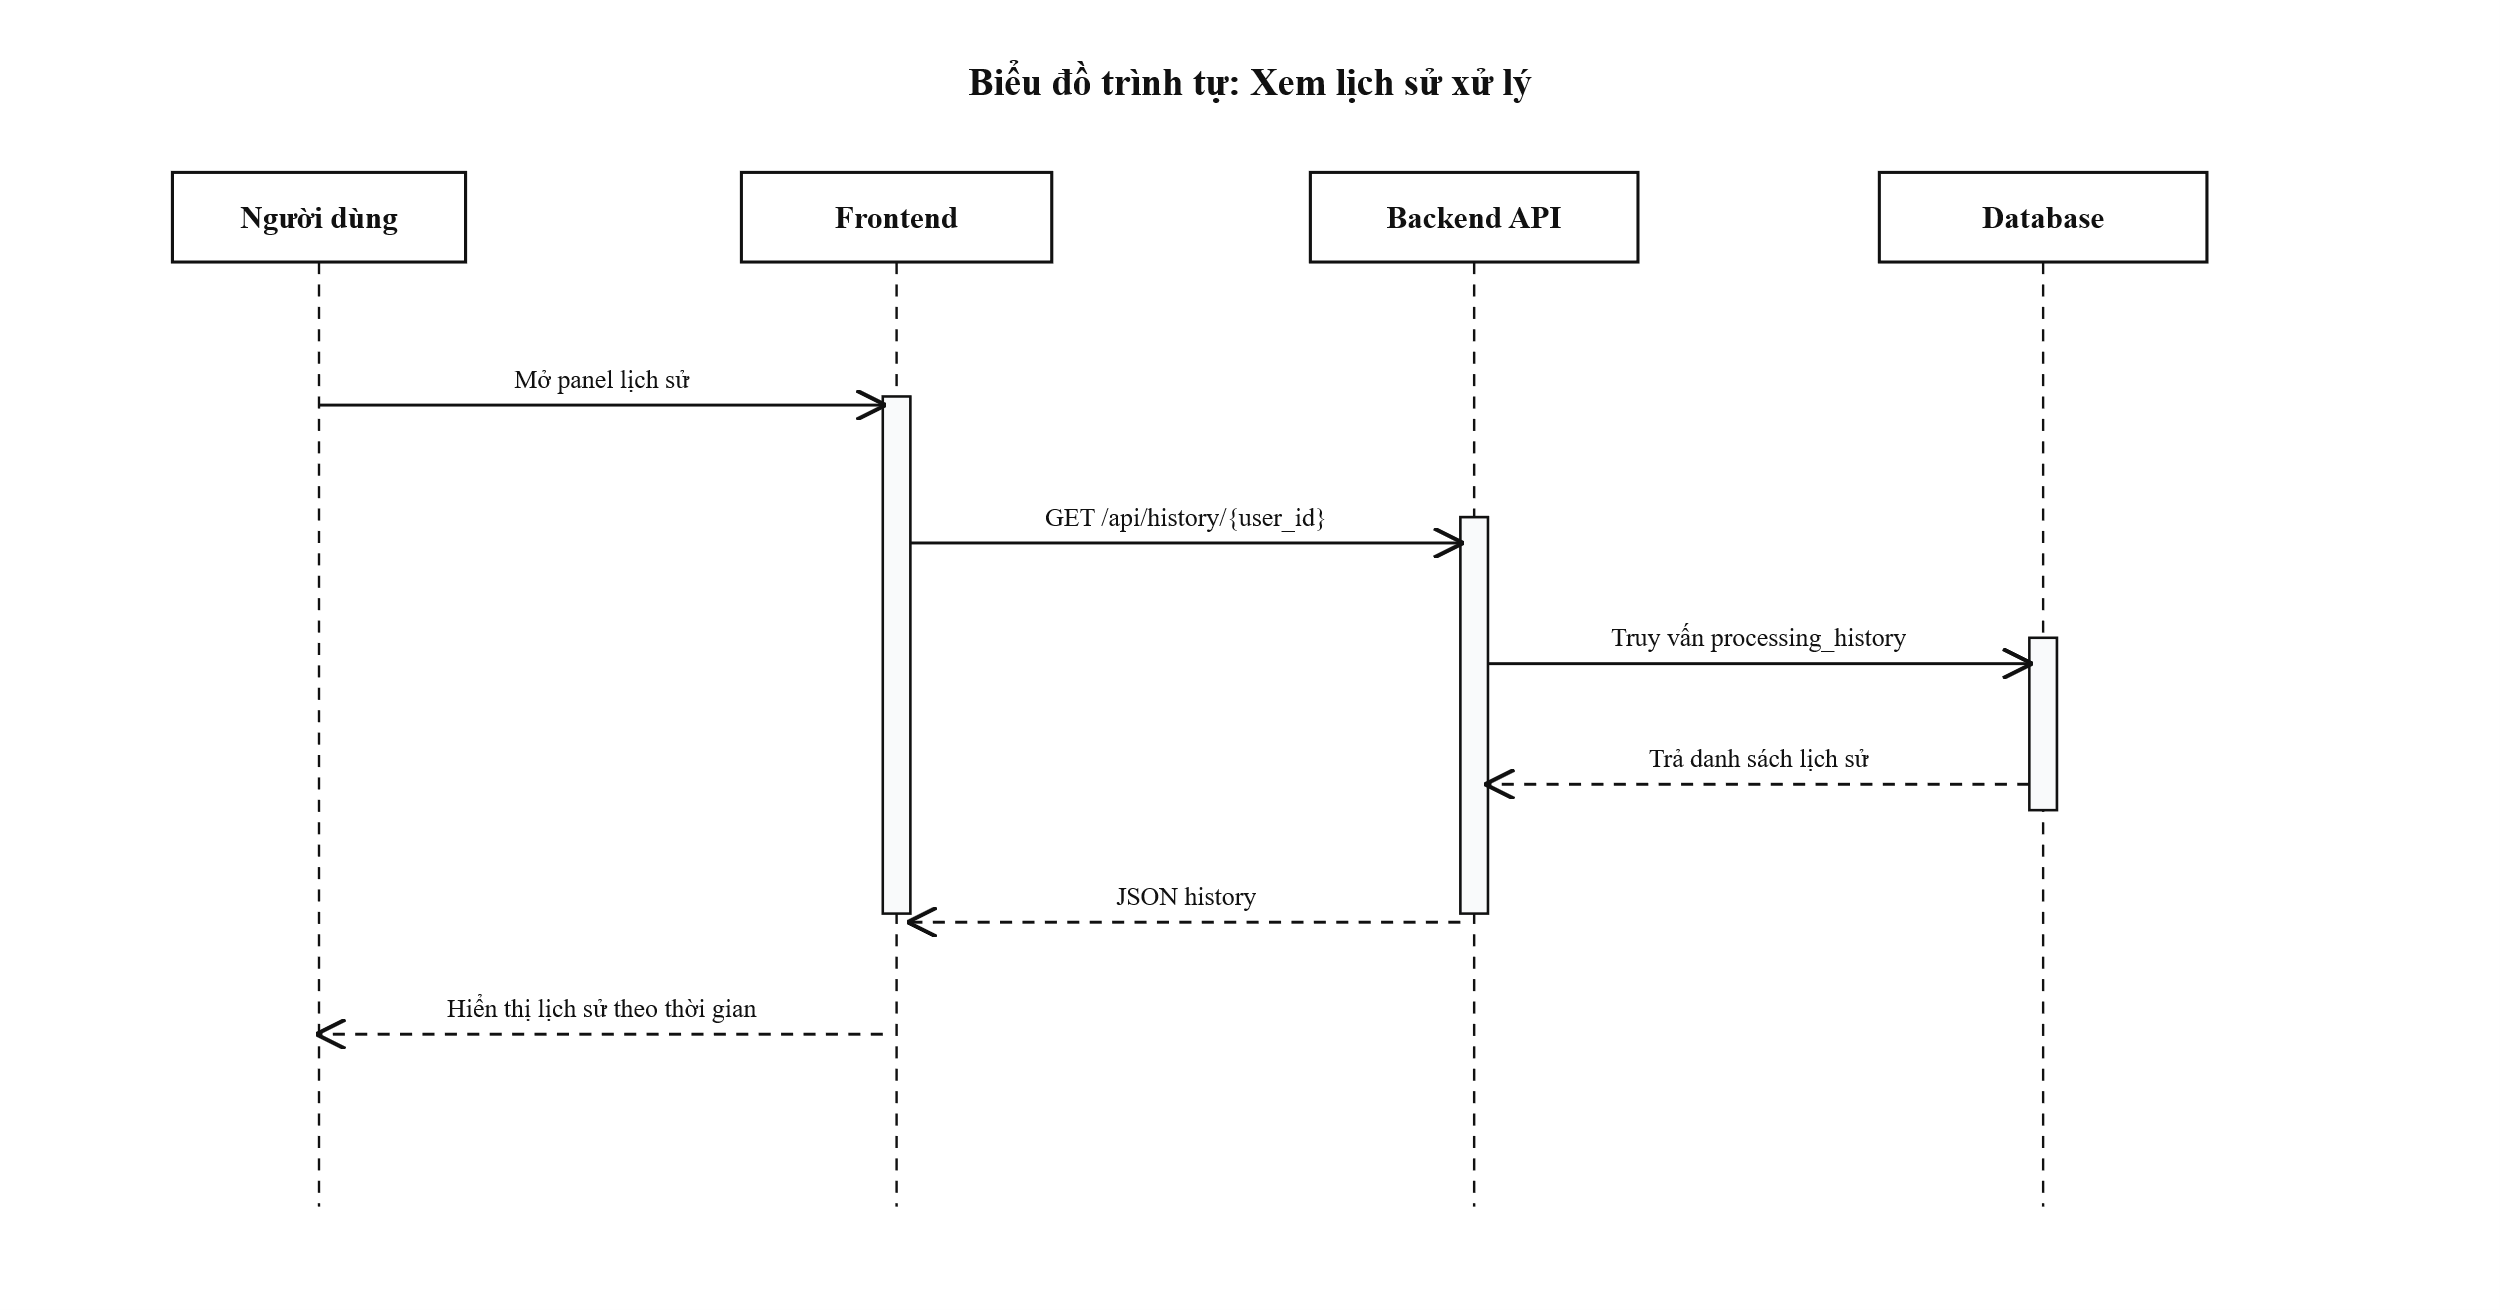 Biểu đồ trình tự: Xem lịch sử xử lý
Người dùng
Frontend
Backend API
Database
Mở panel lịch sử
GET /api/history/{user_id}
Truy vấn processing_history
Trả danh sách lịch sử
JSON history
Hiển thị lịch sử theo thời gian